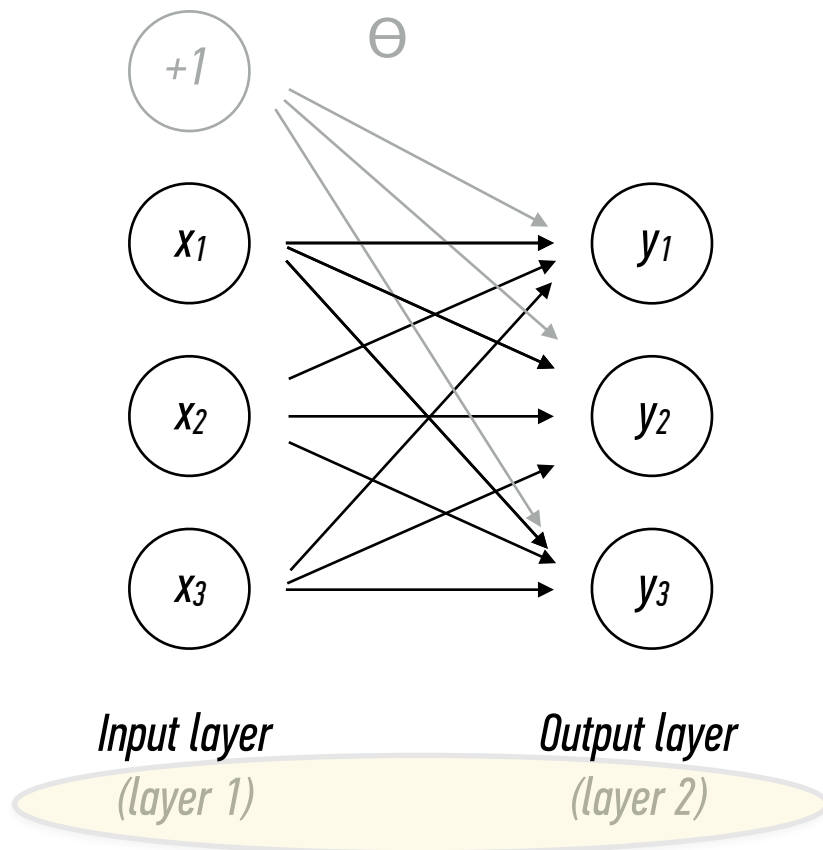 +1 Ө
x1 y1
x2 y2
x3 y3
Input layer Output layer
(layer 1) (layer 2)